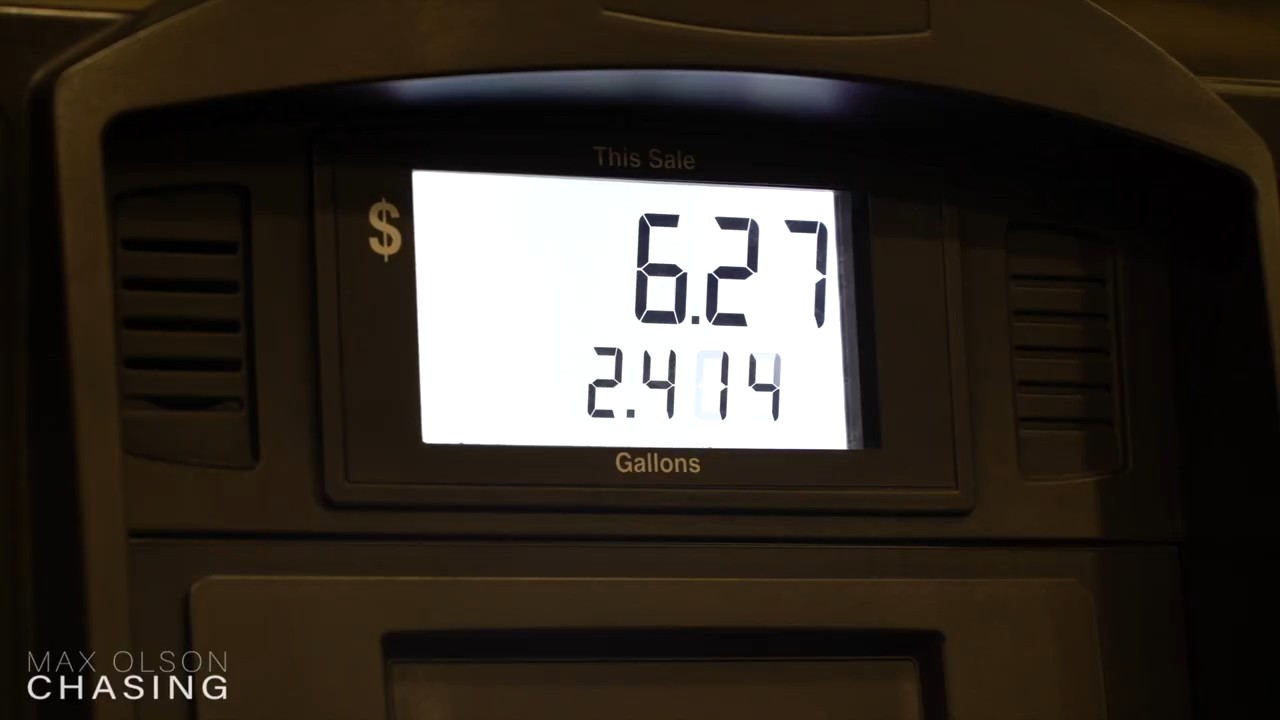 This Sale
$ 6.27
2.414
Gallons
MAX OLSON
CHASING